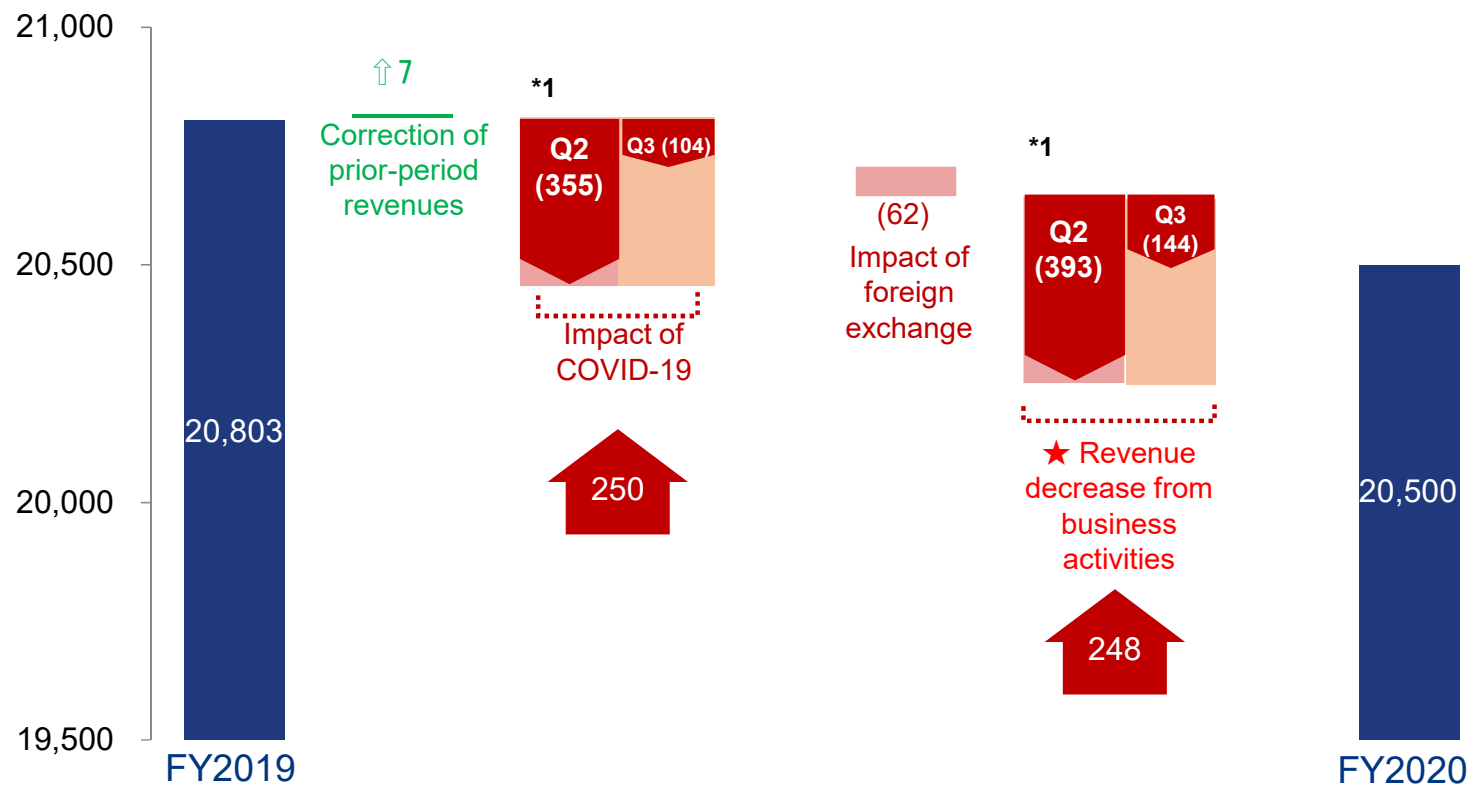 21,000
20,500
20,000
19,500
20,803
FY2019
⇧7
Correction of
prior-period
revenues
*1
Q2
(355)
Q3 (104)
Impact of
COVID-19
250
(62)
Impact of
foreign
exchange
*1
Q2
(393)
Q3
(144)
★ Revenue
decrease from
business
activities
248
20,500
FY2020